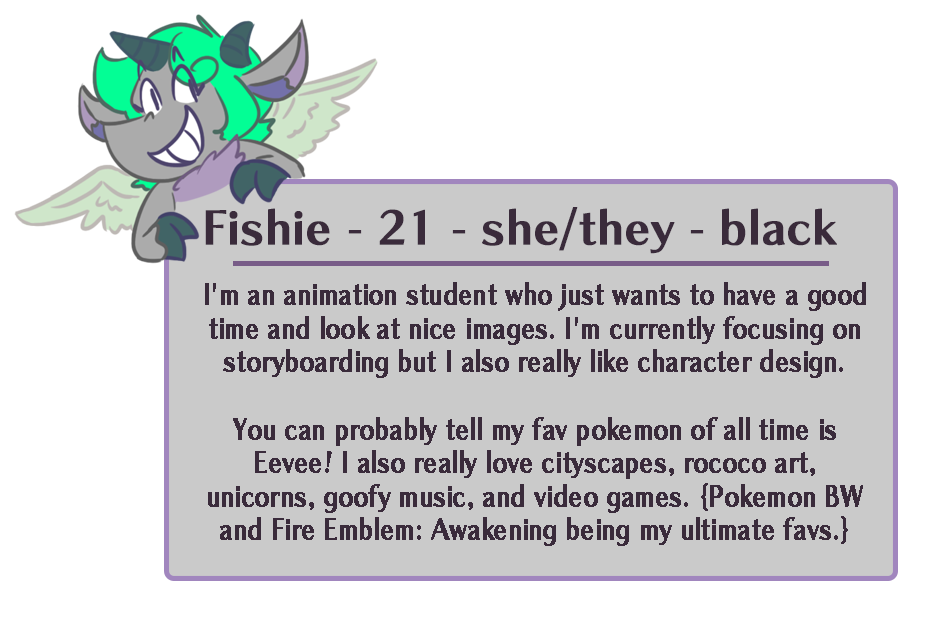 Fishie - 21 - she/they - black
I'm an animation student who just wants to have a good
time and look at nice images. I'm currently focusing on
storyboarding but I also really like character design.
You can probably tell my fav pokemon of all time is
Eevee! I also really love cityscapes, rococo art,
unicorns, goofy music, and video games. {Pokemon BW
and Fire Emblem: Awakening being my ultimate favs.}